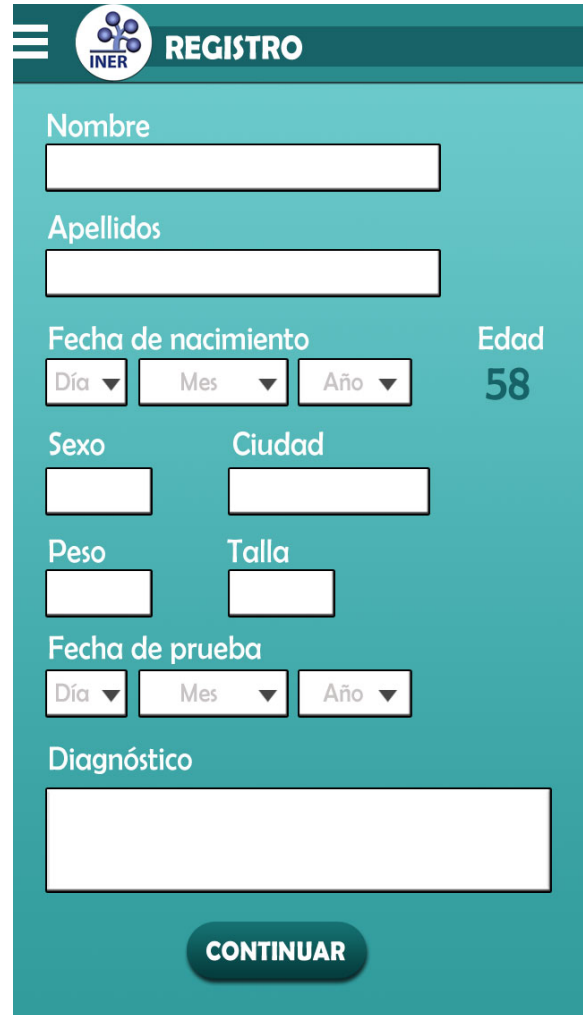 INER
REGISTRO
Nombre
Apellidos
Fecha de nacimiento Edad
Día Mes Año 58
Sexo Ciudad
Peso Talla
Fecha de prueba
Día Mes Año
Diagnóstico
CONTINUAR